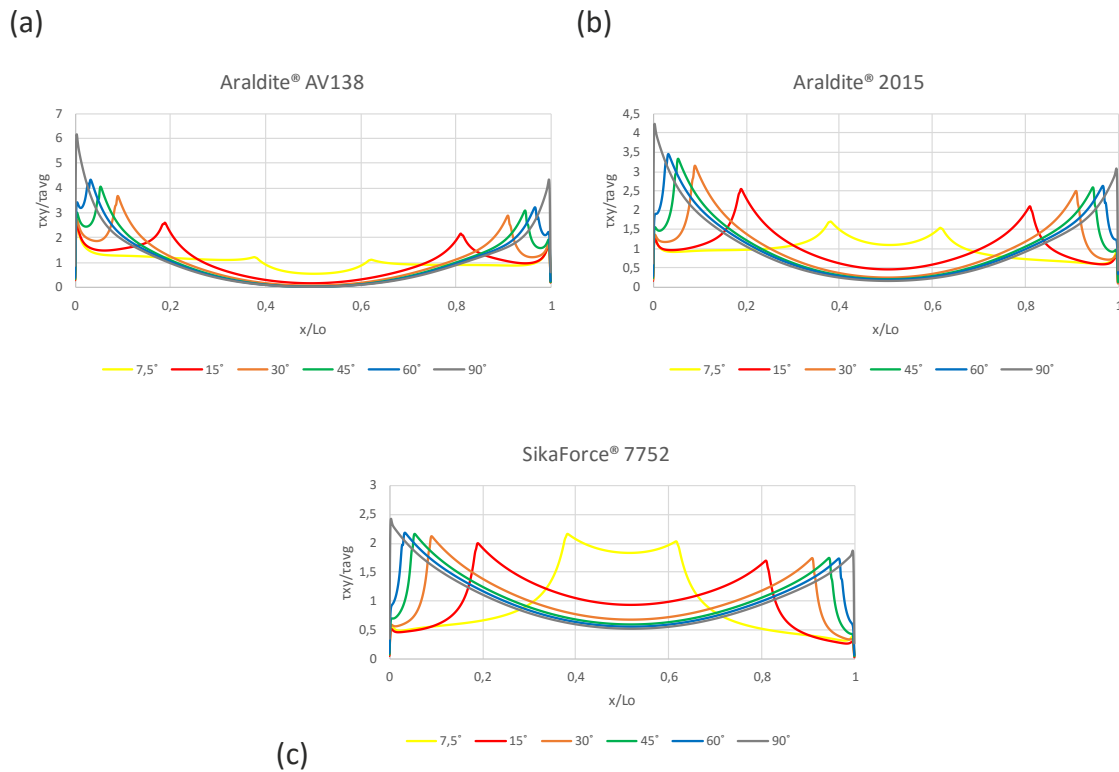 (a)
Araldite® AV138
τxy/τavg
7
6
5
4
3
2
1
0
0 0,2 0,4 0,6 0,8 1
x/Lo
7,5° 15° 30° 45° 60° 90°
(b)
Araldite® 2015
τxy/τavg
4,5
4
3,5
3
2,5
2
1,5
1
0,5
0
0 0,2 0,4 0,6 0,8 1
x/Lo
7,5° 15° 30° 45° 60° 90°
SikaForce® 7752
τxy/τavg
3
2,5
2
1,5
1
0,5
0
0 0,2 0,4 0,6 0,8 1
x/Lo
7,5° 15° 30° 45° 60° 90°
(c)